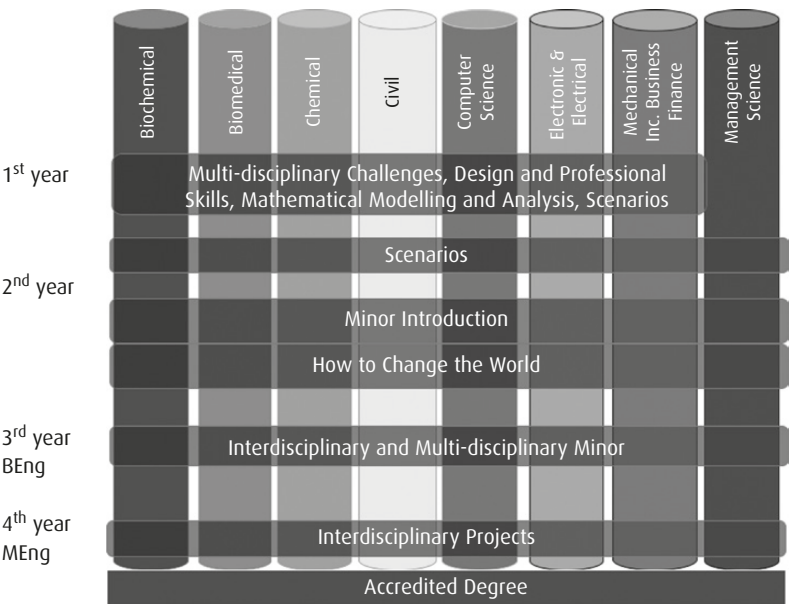 Biochemical
Biomedical
Chemical
Civil
Computer
Science
Electronic &
Electrical
Mechanical
Inc. Business
Finance
Management
Science
1st year
Multi-disciplinary Challenges, Design and Professional
Skills, Mathematical Modelling and Analysis, Scenarios
Scenarios
2nd year
Minor Introduction
How to Change the World
3rd year
BEng
Interdisciplinary and Multi-disciplinary Minor
4th year
MEng
Interdisciplinary Projects
Accredited Degree